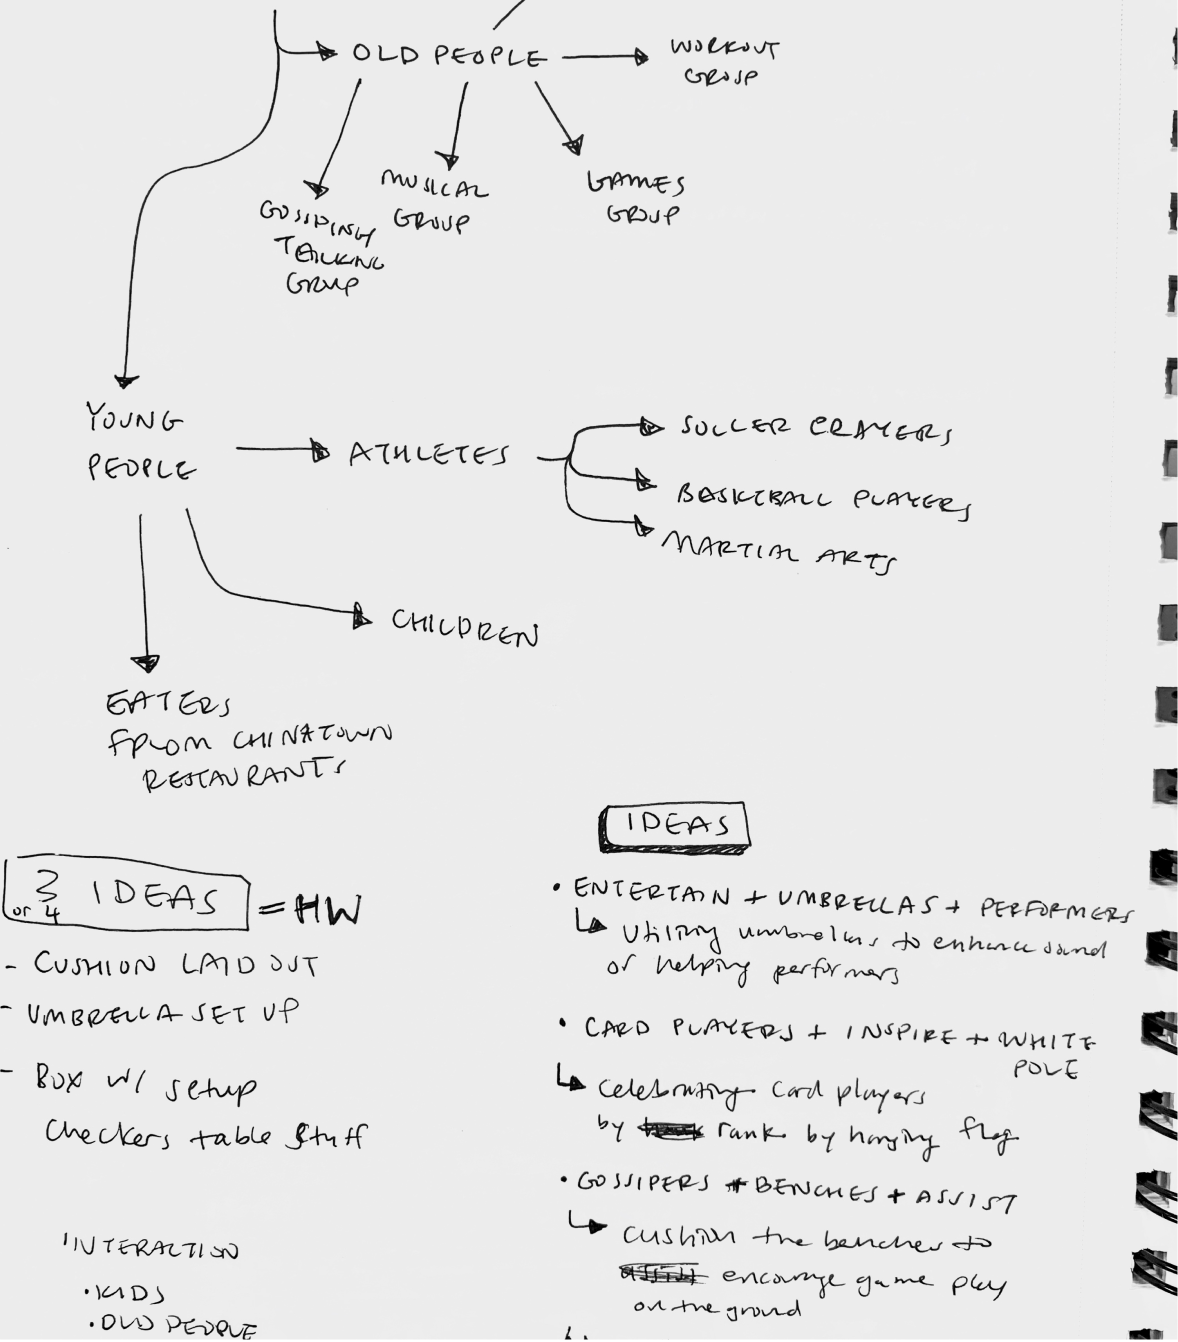 OLD PEOPLE
WORKOUT
GROUP
GOSSIPING
TALKING
GROUP
MUSICAL
GROUP
GAMES
GROUP
YOUNG
PEOPLE
ATHLETES
SOCCER PLAYERS
BASKETBALL PLAYERS
MARTIAL ARTS
CHILDREN
EATERS
FROM CHINATOWN
RESTAURANTS
3 or 4 IDEAS = HW
- CUSHION LAID OUT
- UMBRELLA SET UP
- BOX W/ setup
checkers table stuff
INTERACTION
• KIDS
• OLD PEOPLE
IDEAS
• ENTERTAIN + UMBRELLAS + PERFORMERS
utilizing umbrellas to enhance sound
or helping performers
• CARD PLAYERS + INSPIRE + WHITE
POLE
celebrating card players
by rank by hanging flag
• GOSSIPERS + BENCHES + ASSIST
cushion the benches to
encourage game play
on the ground